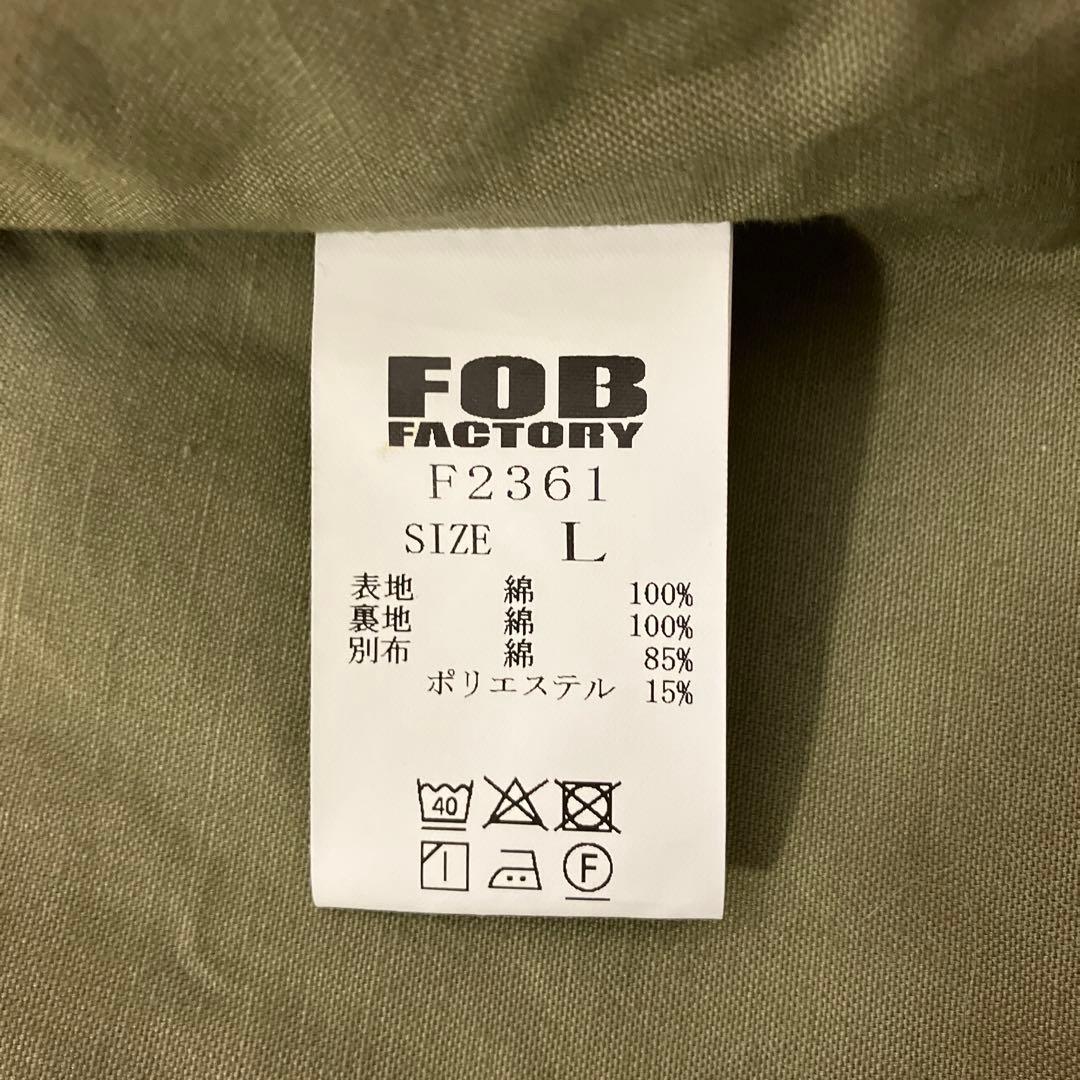 FOB
FACTORY
F2361
SIZE L
表地 綿 100%
裏地 綿 100%
別布 綿 85%
ポリエステル 15%
40
F